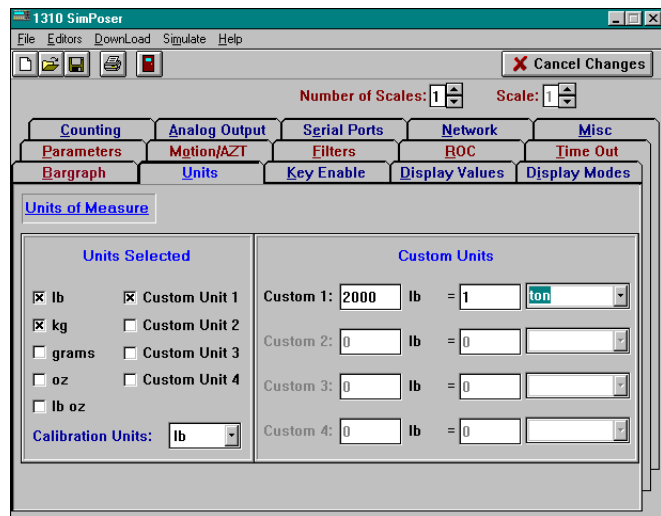 1310 SimPoser
File Editors DownLoad Simulate Help
Cancel Changes
Number of Scales: 1 Scale: 1
Counting Analog Output Serial Ports Network Misc
Parameters Motion/AZT Filters ROC Time Out
Bargraph Units Key Enable Display Values Display Modes
Units of Measure
Units Selected
lb Custom Unit 1
kg Custom Unit 2
grams Custom Unit 3
oz Custom Unit 4
lb oz
Calibration Units: lb
Custom Units
Custom 1: 2000 lb = 1 ton
Custom 2: 0 lb = 0
Custom 3: 0 lb = 0
Custom 4: 0 lb = 0